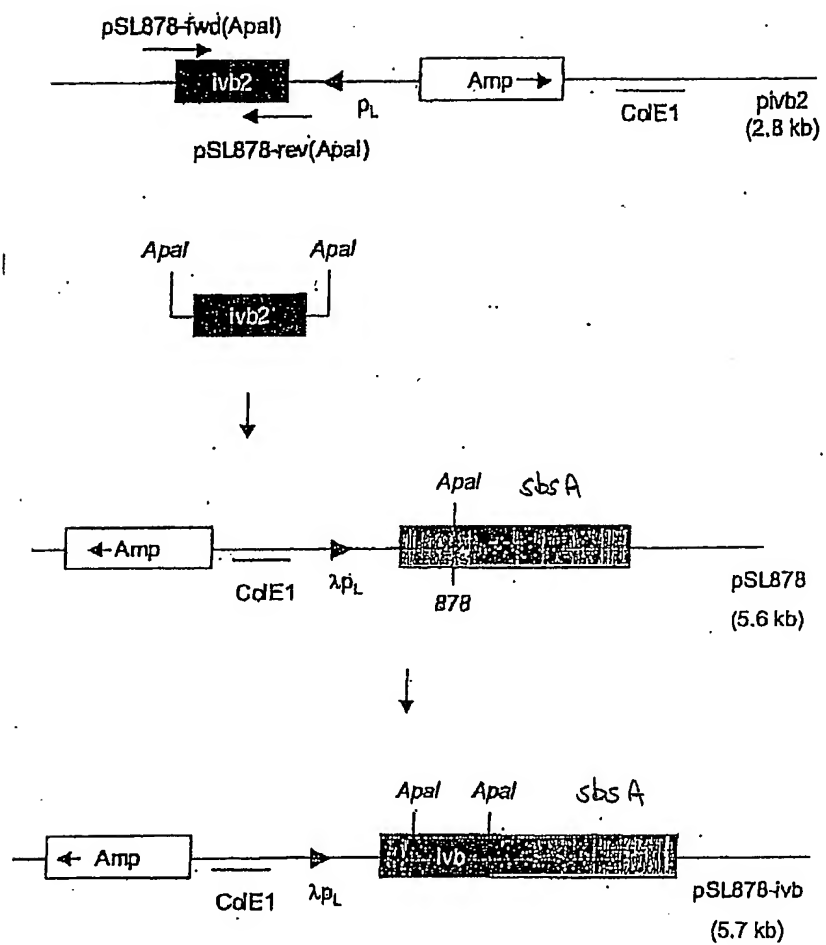 pSL878-fwd(ApaI)
ivb2
Amp
pL
ColE1
pivb2
(2.8 kb)
pSL878-rev(ApaI)
ApaI
ApaI
ivb2
ApaI
sbsA
Amp
ColE1
λpL
878
pSL878
(5.6 kb)
ApaI
ApaI
sbsA
Amp
ivb
ColE1
λpL
pSL878-ivb
(5.7 kb)